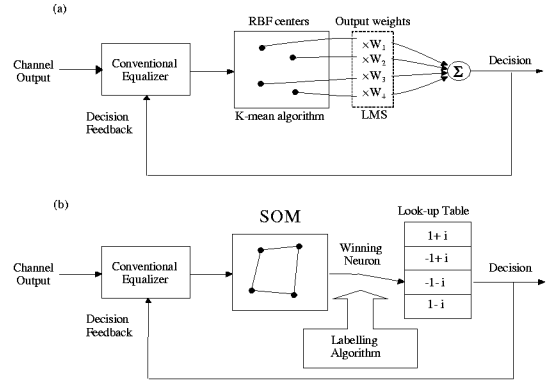 (a)
RBF centers
Output weights
Channel
Output
Conventional
Equalizer
×W1
×W2
×W3
×W4
Σ
Decision
Decision
Feedback
K-mean algorithm
LMS
(b)
SOM
Look-up Table
Channel
Output
Conventional
Equalizer
Winning
Neuron
1+ i
-1+ i
-1- i
1- i
Decision
Decision
Feedback
Labelling
Algorithm